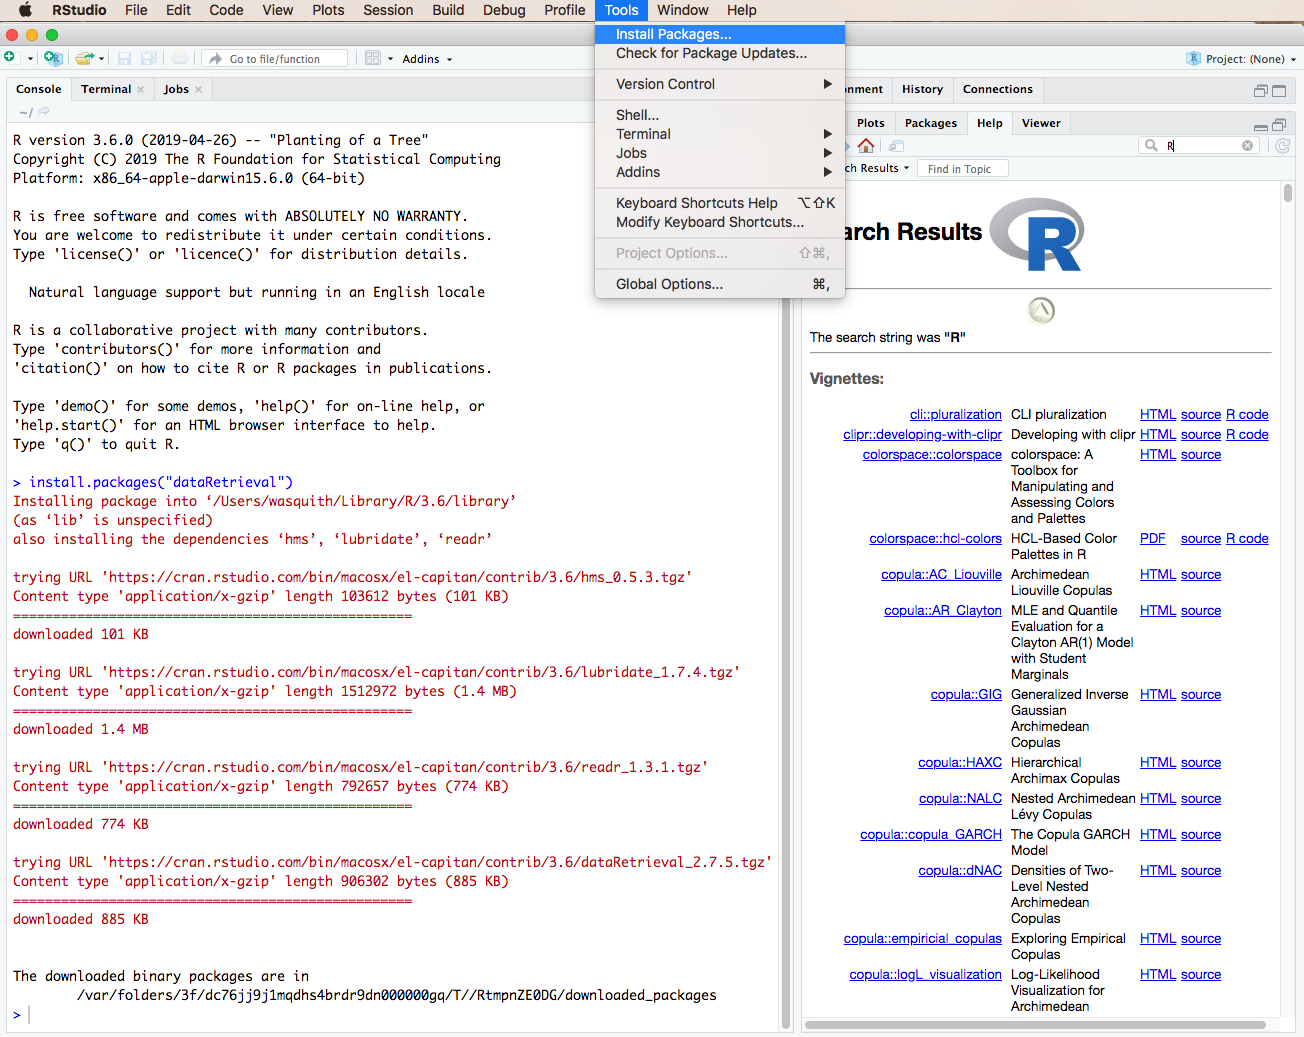 RStudio File Edit Code View Plots Session Build Debug Profile Tools Window Help
Go to file/function Addins Project: (None)
Console Terminal Jobs
~/
R version 3.6.0 (2019-04-26) -- "Planting of a Tree"
Copyright (C) 2019 The R Foundation for Statistical Computing
Platform: x86_64-apple-darwin15.6.0 (64-bit)
R is free software and comes with ABSOLUTELY NO WARRANTY.
You are welcome to redistribute it under certain conditions.
Type 'license()' or 'licence()' for distribution details.
Natural language support but running in an English locale
R is a collaborative project with many contributors.
Type 'contributors()' for more information and
'citation()' on how to cite R or R packages in publications.
Type 'demo()' for some demos, 'help()' for on-line help, or
'help.start()' for an HTML browser interface to help.
Type 'q()' to quit R.
> install.packages("dataRetrieval")
Installing package into ‘/Users/wasquith/Library/R/3.6/library’
(as ‘lib’ is unspecified)
also installing the dependencies ‘hms’, ‘lubridate’, ‘readr’
trying URL 'https://cran.rstudio.com/bin/macosx/el-capitan/contrib/3.6/hms_0.5.3.tgz'
Content type 'application/x-gzip' length 103612 bytes (101 KB)
==================================================
downloaded 101 KB
trying URL 'https://cran.rstudio.com/bin/macosx/el-capitan/contrib/3.6/lubridate_1.7.4.tgz'
Content type 'application/x-gzip' length 1512972 bytes (1.4 MB)
==================================================
downloaded 1.4 MB
trying URL 'https://cran.rstudio.com/bin/macosx/el-capitan/contrib/3.6/readr_1.3.1.tgz'
Content type 'application/x-gzip' length 792657 bytes (774 KB)
==================================================
downloaded 774 KB
trying URL 'https://cran.rstudio.com/bin/macosx/el-capitan/contrib/3.6/dataRetrieval_2.7.5.tgz'
Content type 'application/x-gzip' length 906302 bytes (885 KB)
==================================================
downloaded 885 KB
The downloaded binary packages are in
/var/folders/3f/dc76jj9j1mqdhs4brdr9dn000000gq/T//RtmpnZE0DG/downloaded_packages
>
Install Packages...
Check for Package Updates...
Version Control
Shell...
Terminal
Jobs
Addins
Keyboard Shortcuts Help ⌥⇧K
Modify Keyboard Shortcuts...
Project Options... ⇧⌘,
Global Options... ⌘,
nment History Connections
Plots Packages Help Viewer
R
ch Results Find in Topic
arch Results R
The search string was "R"
Vignettes:
cli::pluralization CLI pluralization HTML source R code
clipr::developing-with-clipr Developing with clipr HTML source R code
colorspace::colorspace colorspace: A HTML source
Toolbox for
Manipulating and
Assessing Colors
and Palettes
colorspace::hcl-colors HCL-Based Color PDF source R code
Palettes in R
copula::AC_Liouville Archimedean HTML source
Liouville Copulas
copula::AR_Clayton MLE and Quantile HTML source
Evaluation for a
Clayton AR(1) Model
with Student
Marginals
copula::GIG Generalized Inverse HTML source
Gaussian
Archimedean
Copulas
copula::HAXC Hierarchical HTML source
Archimax Copulas
copula::NALC Nested Archimedean HTML source
Lévy Copulas
copula::copula_GARCH The Copula GARCH HTML source
Model
copula::dNAC Densities of Two- HTML source
Level Nested
Archimedean
Copulas
copula::empiricial_copulas Exploring Empirical HTML source
Copulas
copula::logL_visualization Log-Likelihood HTML source
Visualization for
Archimedean